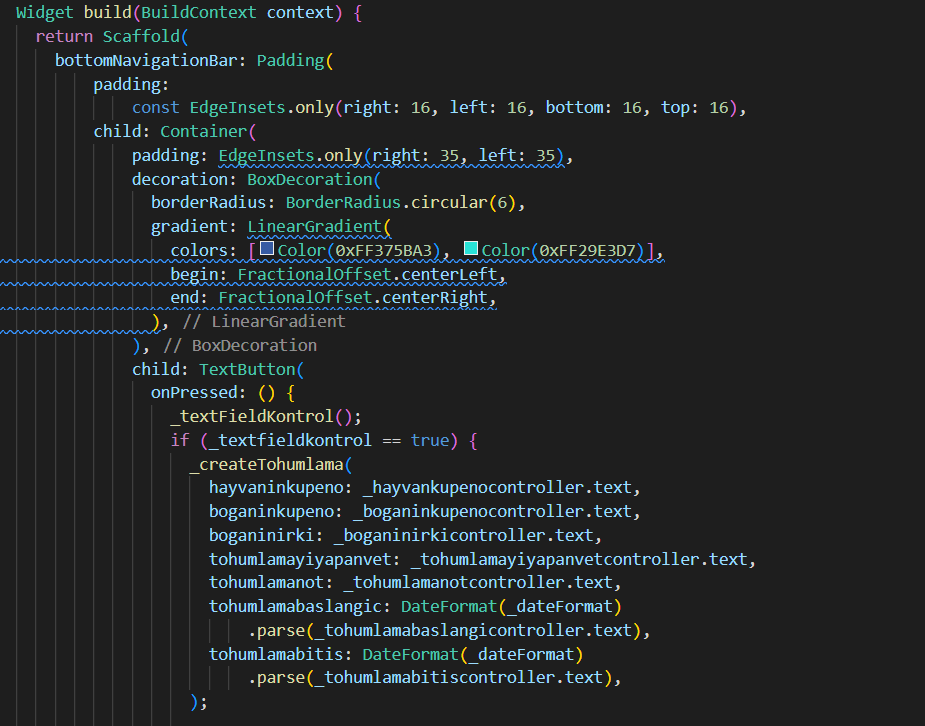 Widget build(BuildContext context) {
return Scaffold(
bottomNavigationBar: Padding(
padding:
const EdgeInsets.only(right: 16, left: 16, bottom: 16, top: 16),
child: Container(
padding: EdgeInsets.only(right: 35, left: 35),
decoration: BoxDecoration(
borderRadius: BorderRadius.circular(6),
gradient: LinearGradient(
colors: [Color(0xFF375BA3), Color(0xFF29E3D7)],
begin: FractionalOffset.centerLeft,
end: FractionalOffset.centerRight,
), // LinearGradient
), // BoxDecoration
child: TextButton(
onPressed: () {
_textFieldKontrol();
if (_textfieldkontrol == true) {
_createTohumlama(
hayvaninkupeno: _hayvankupenocontroller.text,
boganinkupeno: _boganinkupenocontroller.text,
boganinirki: _boganinirkicontroller.text,
tohumlamayiyapanvet: _tohumlamayiyapanvetcontroller.text,
tohumlamanot: _tohumlamanotcontroller.text,
tohumlamabaslangic: DateFormat(_dateFormat)
.parse(_tohumlamabaslangicontroller.text),
tohumlamabitis: DateFormat(_dateFormat)
.parse(_tohumlamabitiscontroller.text),
);